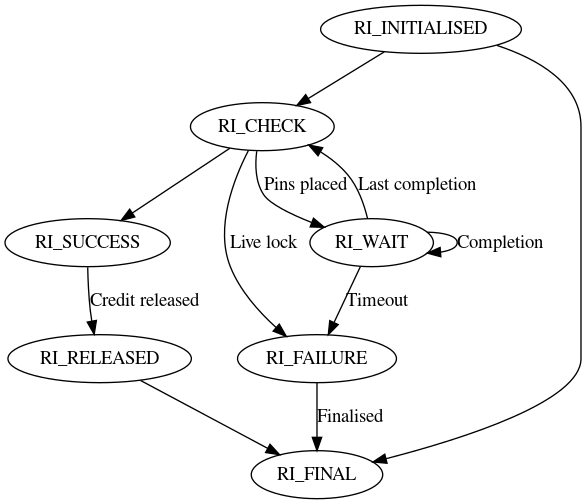 RI_INITIALISED
RI_CHECK
Pins placed
Last completion
RI_SUCCESS
Live lock
RI_WAIT
Completion
Credit released
Timeout
RI_RELEASED
RI_FAILURE
Finalised
RI_FINAL